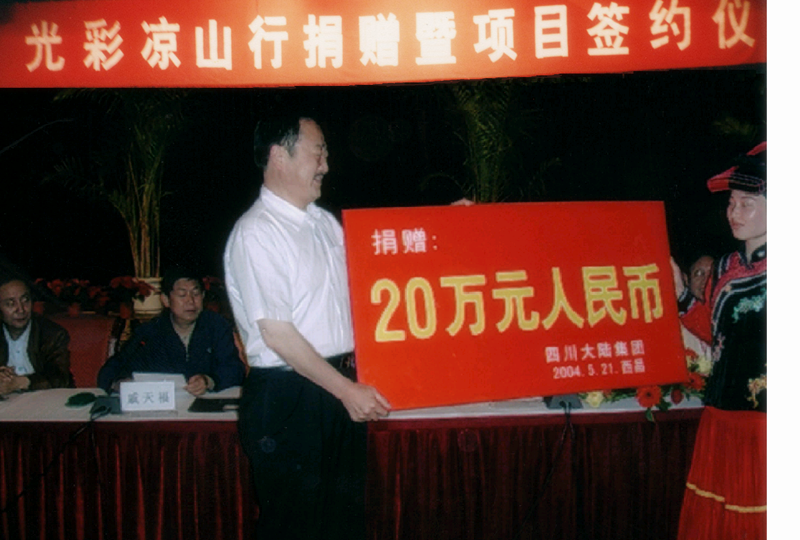 光彩凉山行捐赠暨项目签约仪
捐赠：
20万元人民币
四川大陆集团
2004.5.21.西昌
戚天福